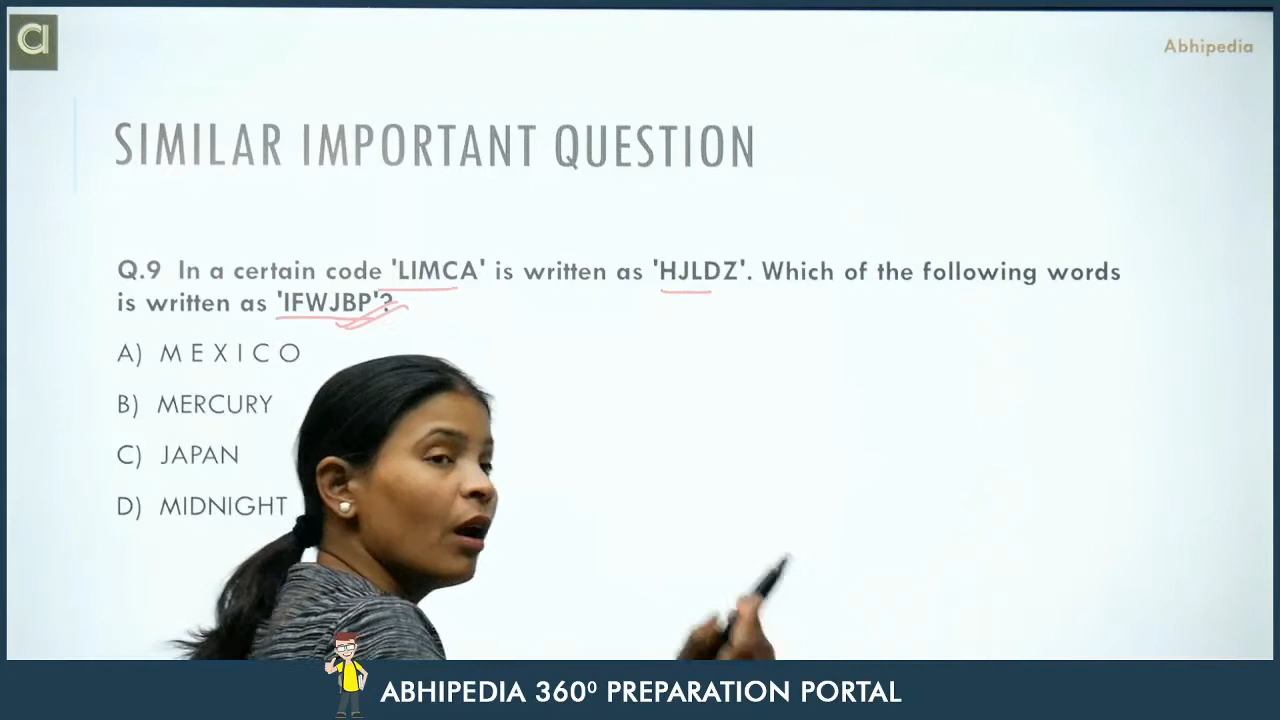 Abhipedia
SIMILAR IMPORTANT QUESTION
Q.9 In a certain code 'LIMCA' is written as 'HJLDZ'. Which of the following words
is written as 'IFWJBP'?
A) M E X I C O
B) MERCURY
C) JAPAN
D) MIDNIGHT
ABHIPEDIA 360⁰ PREPARATION PORTAL